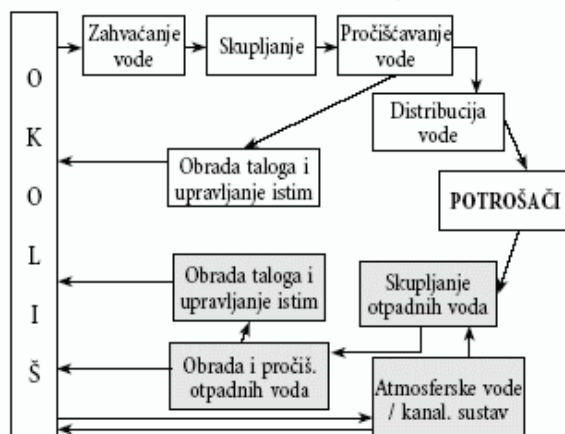 Zahvaćanje
vode
Skupljanje
Pročišćavanje
vode
Distribucija
vode
Obrada taloga i
upravljanje istim
POTROŠAČI
Obrada taloga i
upravljanje istim
Skupljanje
otpadnih voda
Obrada i pročiš.
otpadnih voda
Atmosferske vode
/ kanal. sustav
O
K
O
L
I
Š